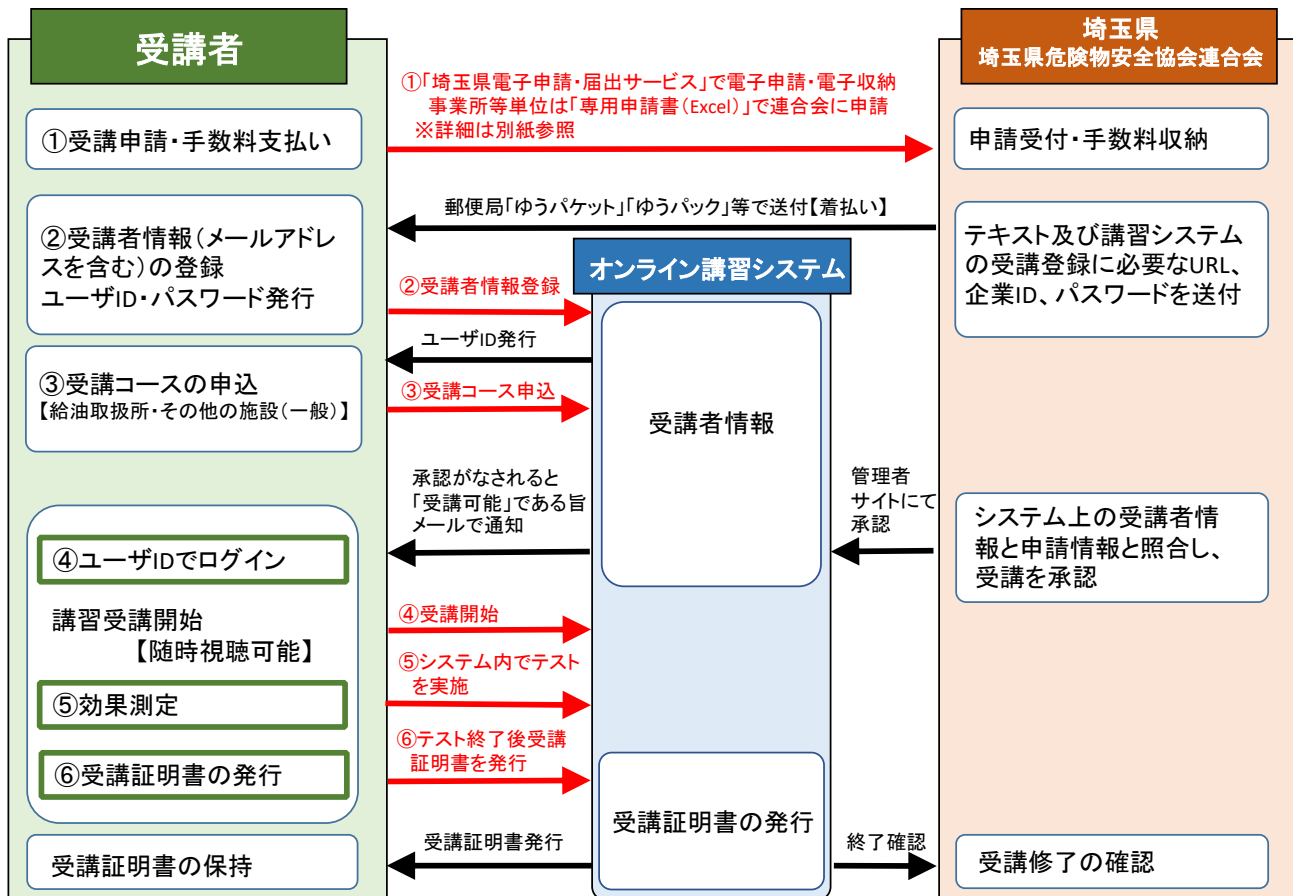 受講者
埼玉県
埼玉県危険物安全協会連合会
①「埼玉県電子申請・届出サービス」で電子申請・電子収納
事業所等単位は「専用申請書（Excel）」で連合会に申請
※詳細は別紙参照
①受講申請・手数料支払い
申請受付・手数料収納
郵便局「ゆうパケット」「ゆうパック」等で送付【着払い】
②受講者情報（メールアドレ
スを含む）の登録
ユーザID・パスワード発行
テキスト及び講習システム
の受講登録に必要なURL、
企業ID、パスワードを送付
オンライン講習システム
②受講者情報登録
ユーザID発行
③受講コースの申込
【給油取扱所・その他の施設（一般）】
③受講コース申込
受講者情報
承認がなされると
「受講可能」である旨
メールで通知
管理者
サイトにて
承認
システム上の受講者情
報と申請情報と照合し、
受講を承認
④ユーザIDでログイン
講習受講開始
【随時視聴可能】
④受講開始
⑤システム内でテスト
を実施
⑤効果測定
⑥テスト終了後受講
証明書を発行
⑥受講証明書の発行
受講証明書の発行
受講証明書発行
終了確認
受講証明書の保持
受講修了の確認